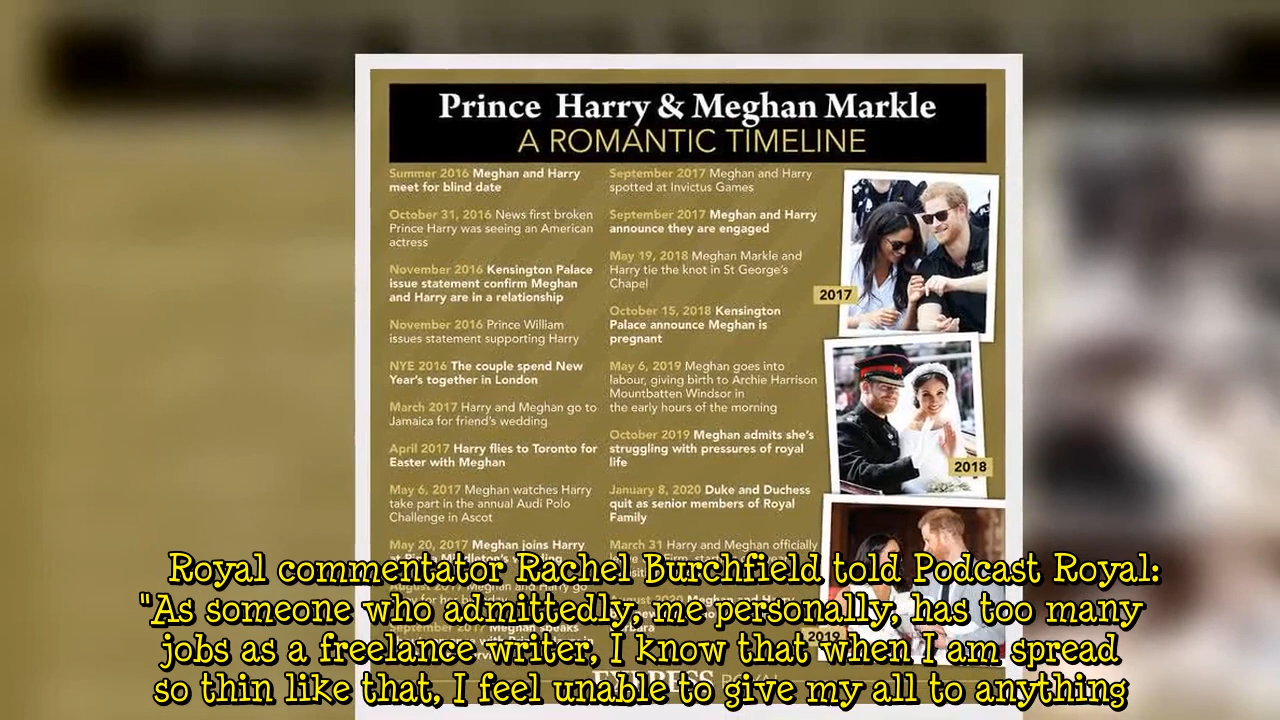 Prince Harry & Meghan Markle
A ROMANTIC TIMELINE
Summer 2016 Meghan and Harry
meet for blind date
October 31, 2016 News first broken
Prince Harry was seeing an American
actress
November 2016 Kensington Palace
issue statement confirm Meghan
and Harry are in a relationship
November 2016 Prince William
issues statement supporting Harry
NYE 2016 The couple spend New
Year's together in London
March 2017 Harry and Meghan go to
Jamaica for friend's wedding
April 2017 Harry flies to Toronto for
Easter with Meghan
May 6, 2017 Meghan watches Harry
take part in the annual Audi Polo
Challenge in Ascot
May 20, 2017 Meghan joins Harry
August 2017 Meghan and Harry go
September 2017 Meghan speaks
September 2017 Meghan and Harry
spotted at Invictus Games
September 2017 Meghan and Harry
announce they are engaged
May 19, 2018 Meghan Markle and
Harry tie the knot in St George's
Chapel
October 15, 2018 Kensington
Palace announce Meghan is
pregnant
May 6, 2019 Meghan goes into
labour, giving birth to Archie Harrison
Mountbatten Windsor in
the early hours of the morning
October 2019 Meghan admits she's
struggling with pressures of royal
life
January 8, 2020 Duke and Duchess
quit as senior members of Royal
Family
March 31 Harry and Meghan officially
2017
2018
2019
Royal commentator Rachel Burchfield told Podcast Royal:
"As someone who admittedly, me personally, has too many
jobs as a freelance writer, I know that when I am spread
so thin like that, I feel unable to give my all to anything